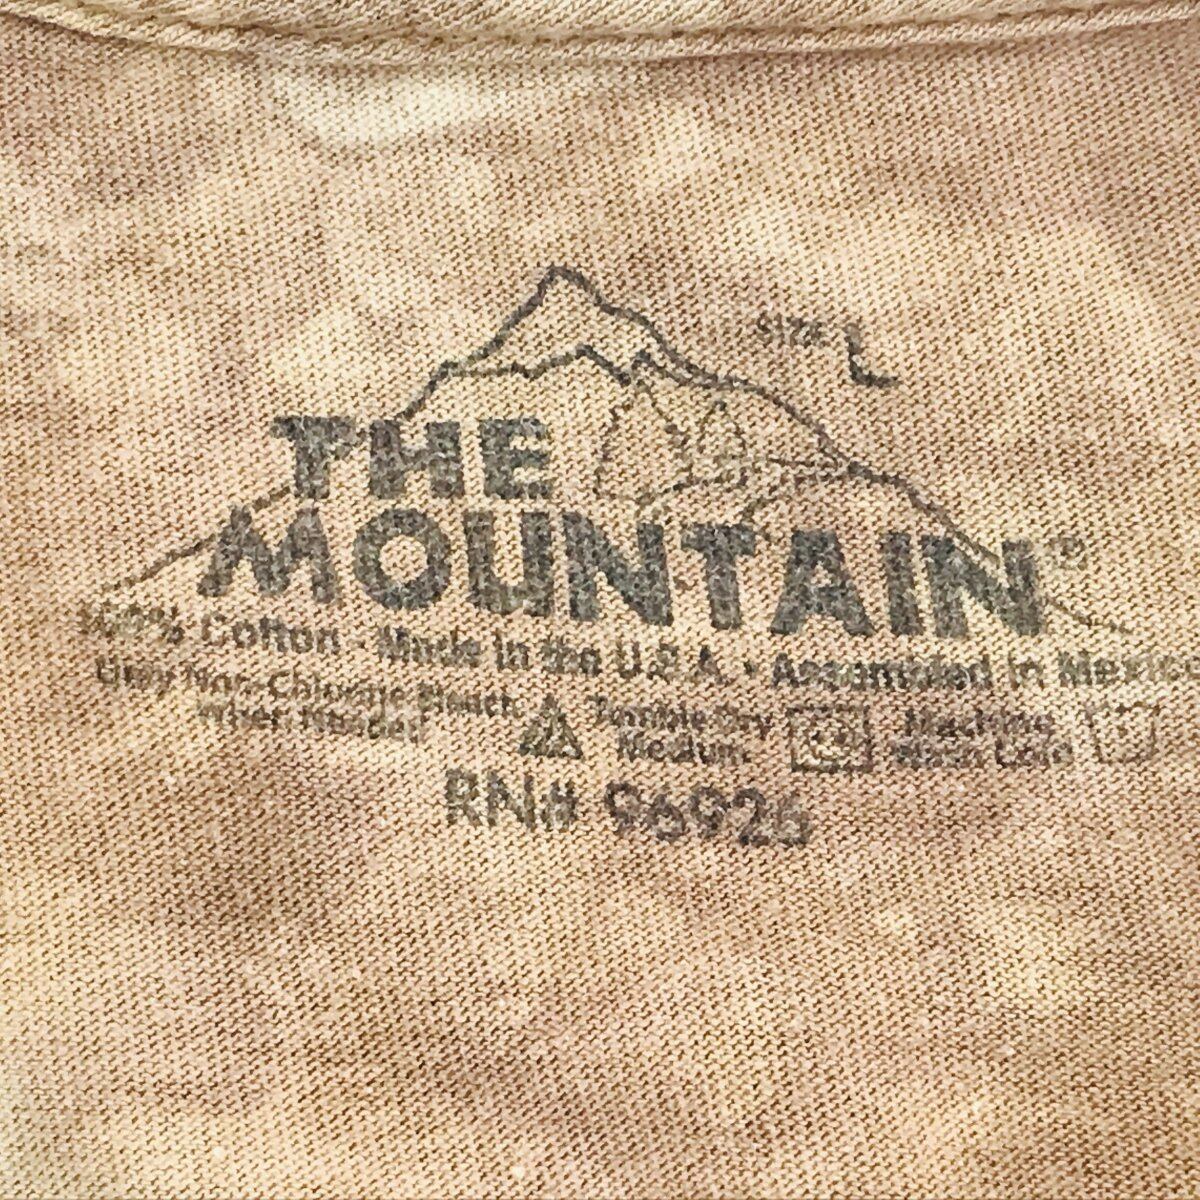 SIZE L
THE
MOUNTAIN®
100% Cotton · Made in the U.S.A. · Assembled in Mexico
Only Non-Chlorine Bleach Tumble Dry Machine
When Needed Medium Wash Cold
RN# 96926